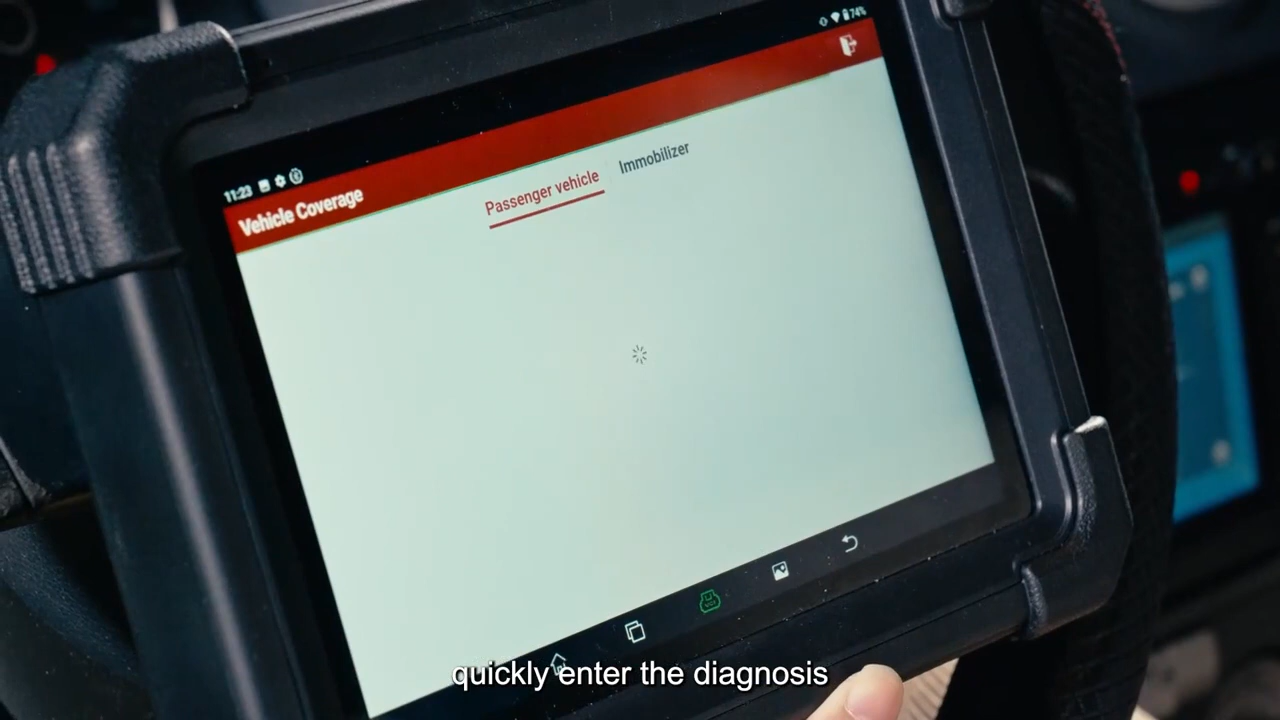 11:23
74%
Vehicle Coverage
Passenger vehicle
Immobilizer
quickly enter the diagnosis